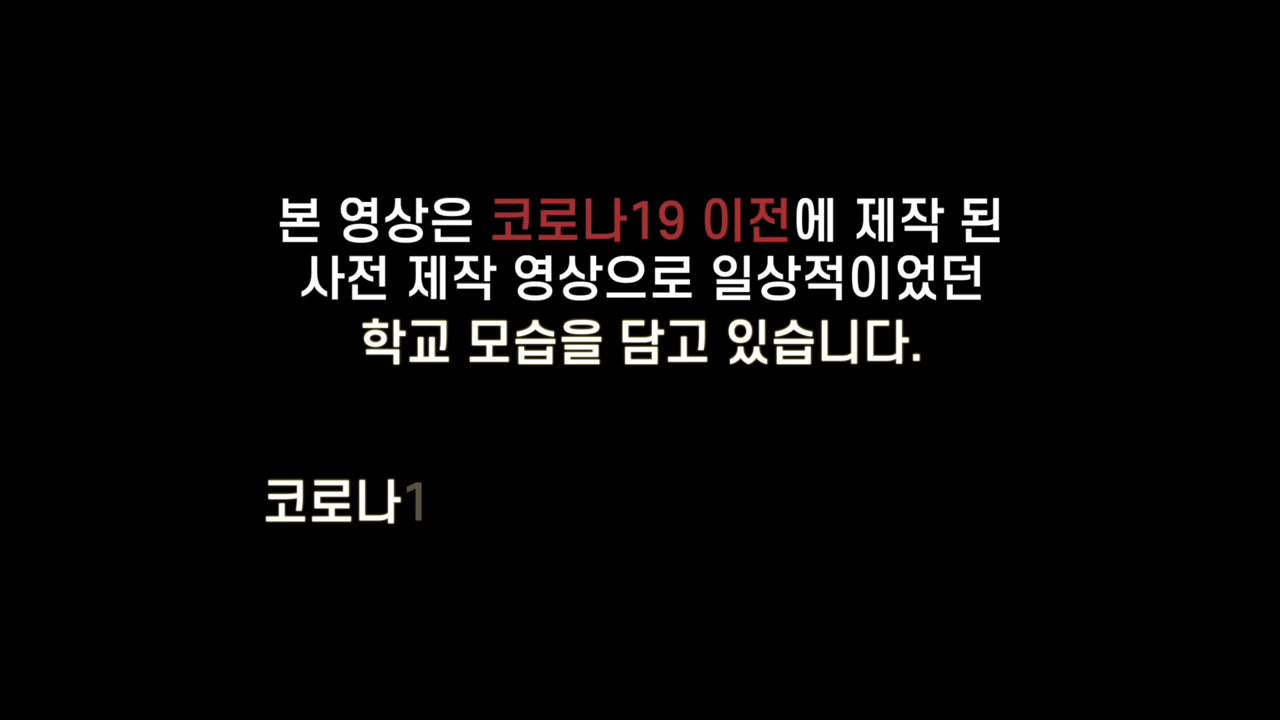 본 영상은 코로나19 이전에 제작 된
사전 제작 영상으로 일상적이었던
학교 모습을 담고 있습니다.
코로나1